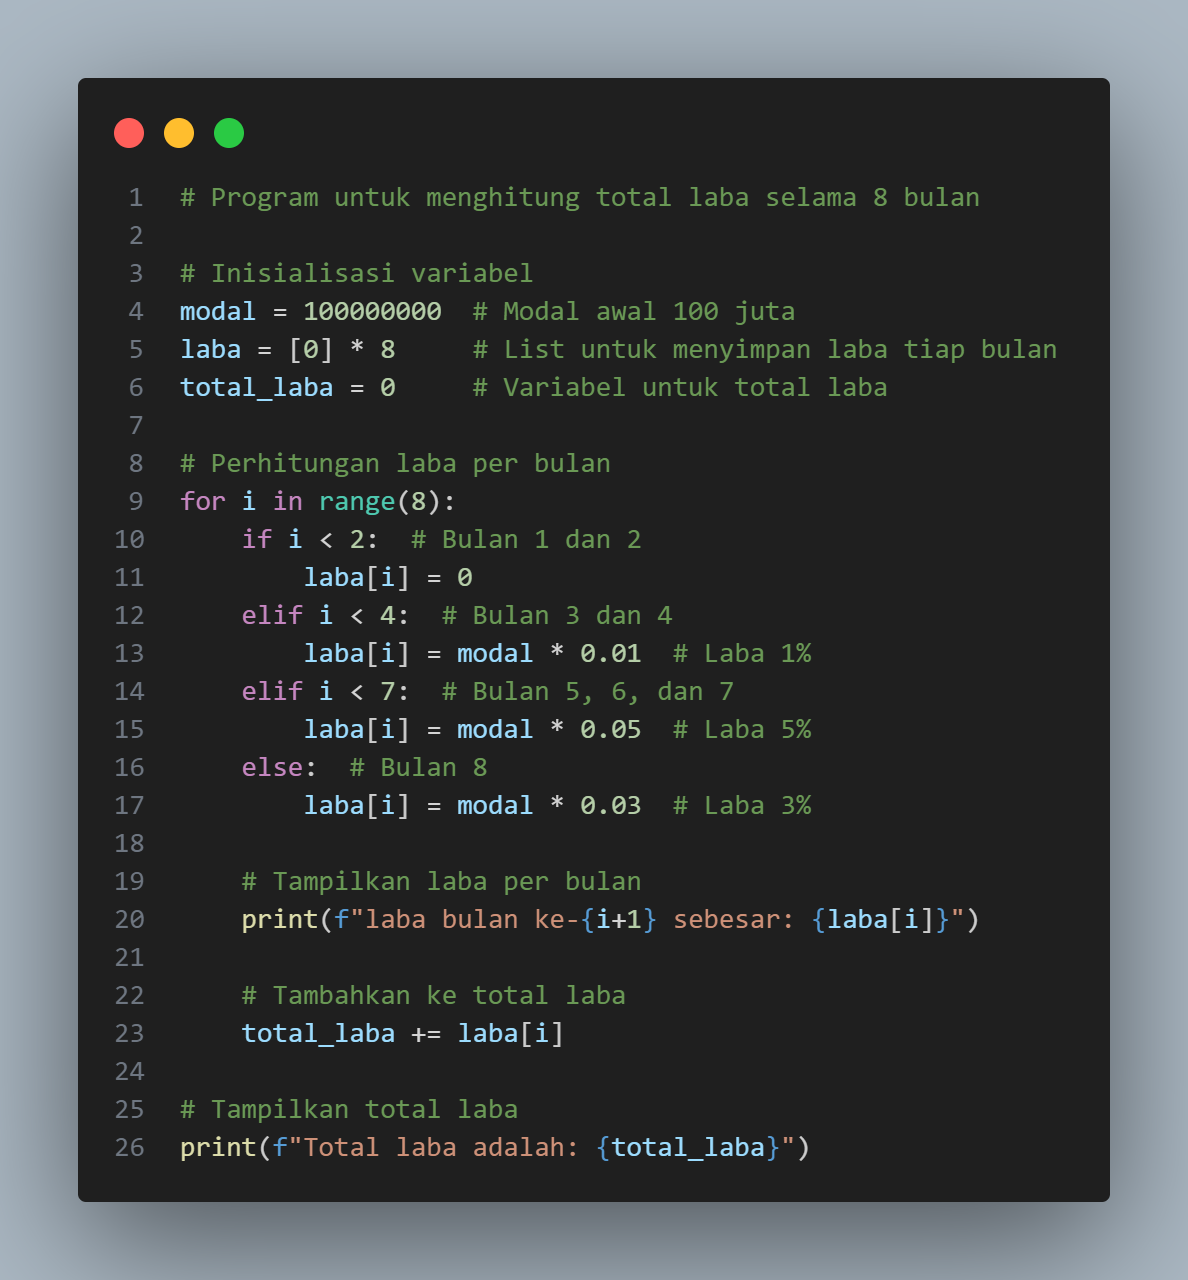 1 # Program untuk menghitung total laba selama 8 bulan
2
3 # Inisialisasi variabel
4 modal = 100000000  # Modal awal 100 juta
5 laba = [0] * 8     # List untuk menyimpan laba tiap bulan
6 total_laba = 0     # Variabel untuk total laba
7
8 # Perhitungan laba per bulan
9 for i in range(8):
10     if i < 2:  # Bulan 1 dan 2
11         laba[i] = 0
12     elif i < 4:  # Bulan 3 dan 4
13         laba[i] = modal * 0.01  # Laba 1%
14     elif i < 7:  # Bulan 5, 6, dan 7
15         laba[i] = modal * 0.05  # Laba 5%
16     else:  # Bulan 8
17         laba[i] = modal * 0.03  # Laba 3%
18
19     # Tampilkan laba per bulan
20     print(f"laba bulan ke-{i+1} sebesar: {laba[i]}")
21
22     # Tambahkan ke total laba
23     total_laba += laba[i]
24
25 # Tampilkan total laba
26 print(f"Total laba adalah: {total_laba}")